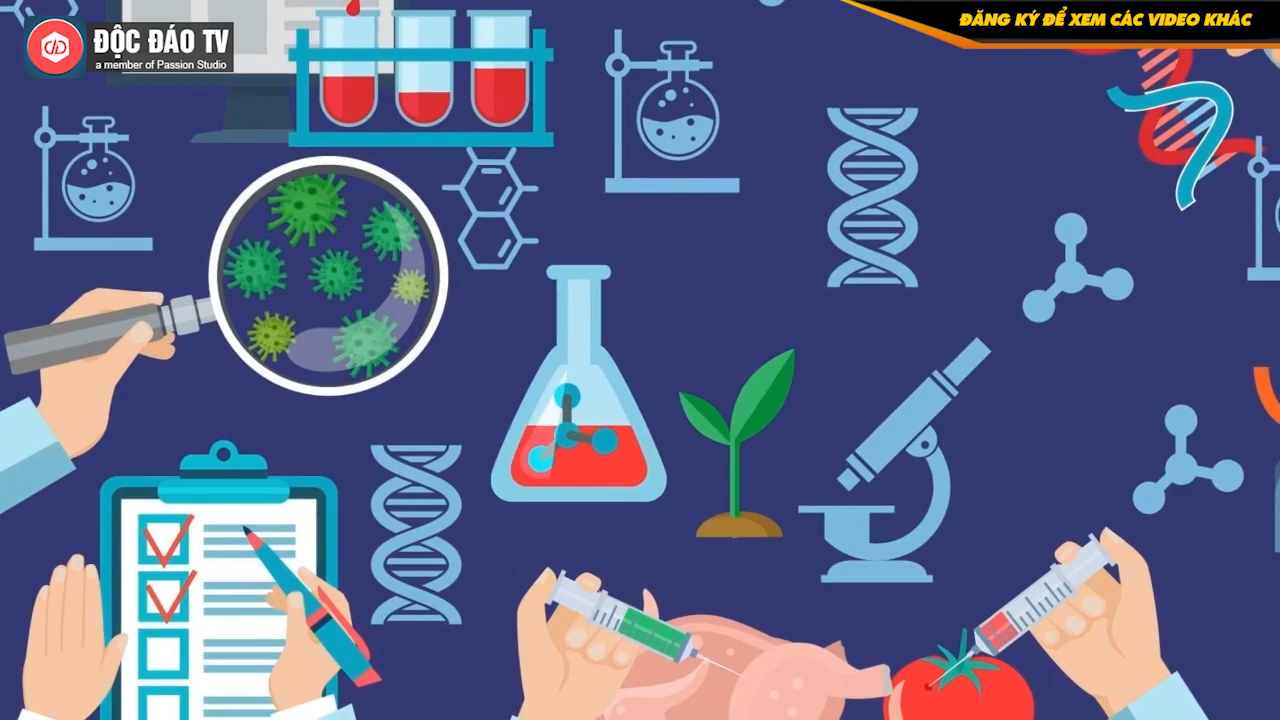 ĐỘC ĐÁO TV
a member of Passion Studio
ĐĂNG KÝ ĐỂ XEM CÁC VIDEO KHÁC